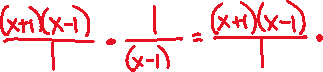 (x+1)(x-1)/1 · 1/(x-1) = (x+1)(x-1)/1 ·